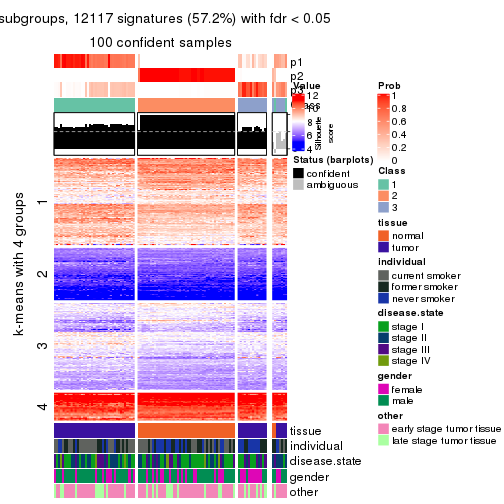 subgroups, 12117 signatures (57.2%) with fdr < 0.05
100 confident samples
p1
p2
p3
Class
Silhouette
score
Value
12
10
8
6
4
Status (barplots)
confident
ambiguous
Prob
1
0.8
0.6
0.4
0.2
0
Class
1
2
3
tissue
normal
tumor
individual
current smoker
former smoker
never smoker
disease.state
stage I
stage II
stage III
stage IV
gender
female
male
other
early stage tumor tissue
late stage tumor tissue
k-means with 4 groups
1
2
3
4
tissue
individual
disease.state
gender
other